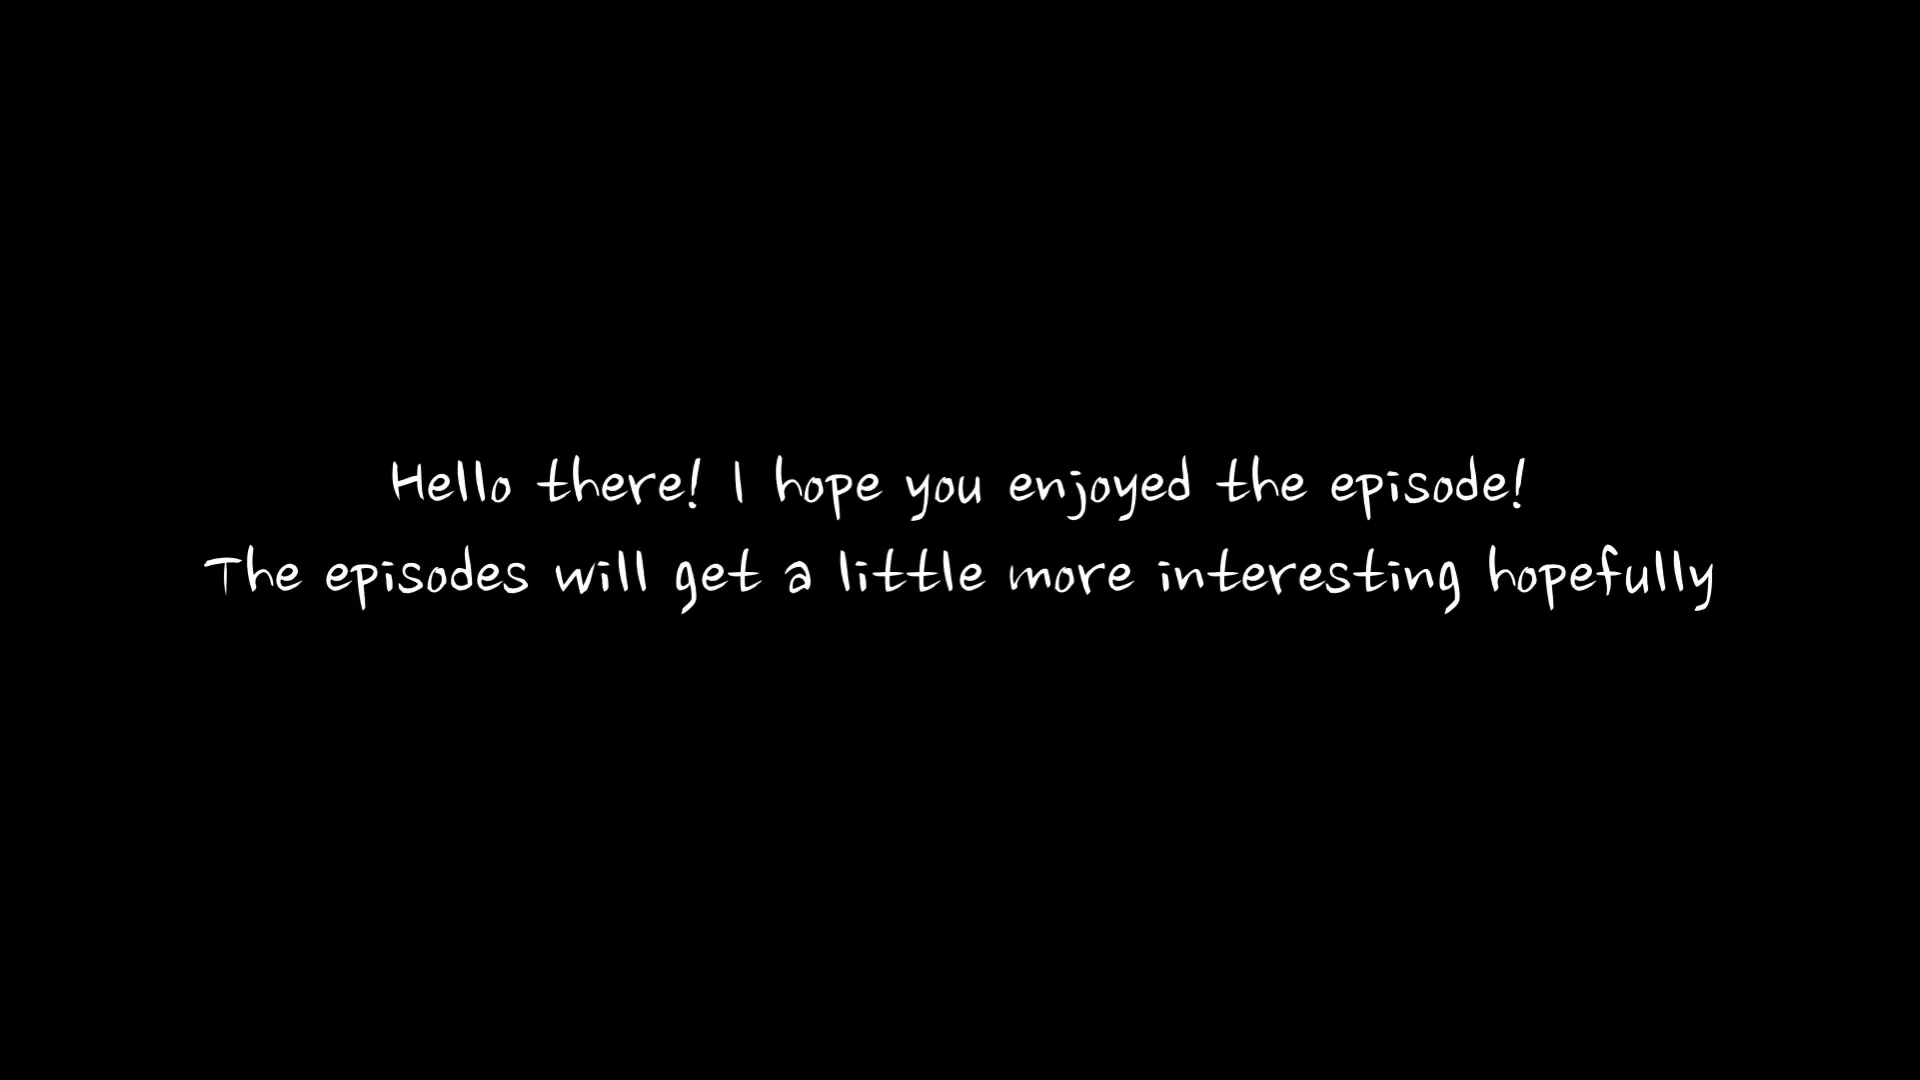 Hello there! I hope you enjoyed the episode!
The episodes will get a little more interesting hopefully